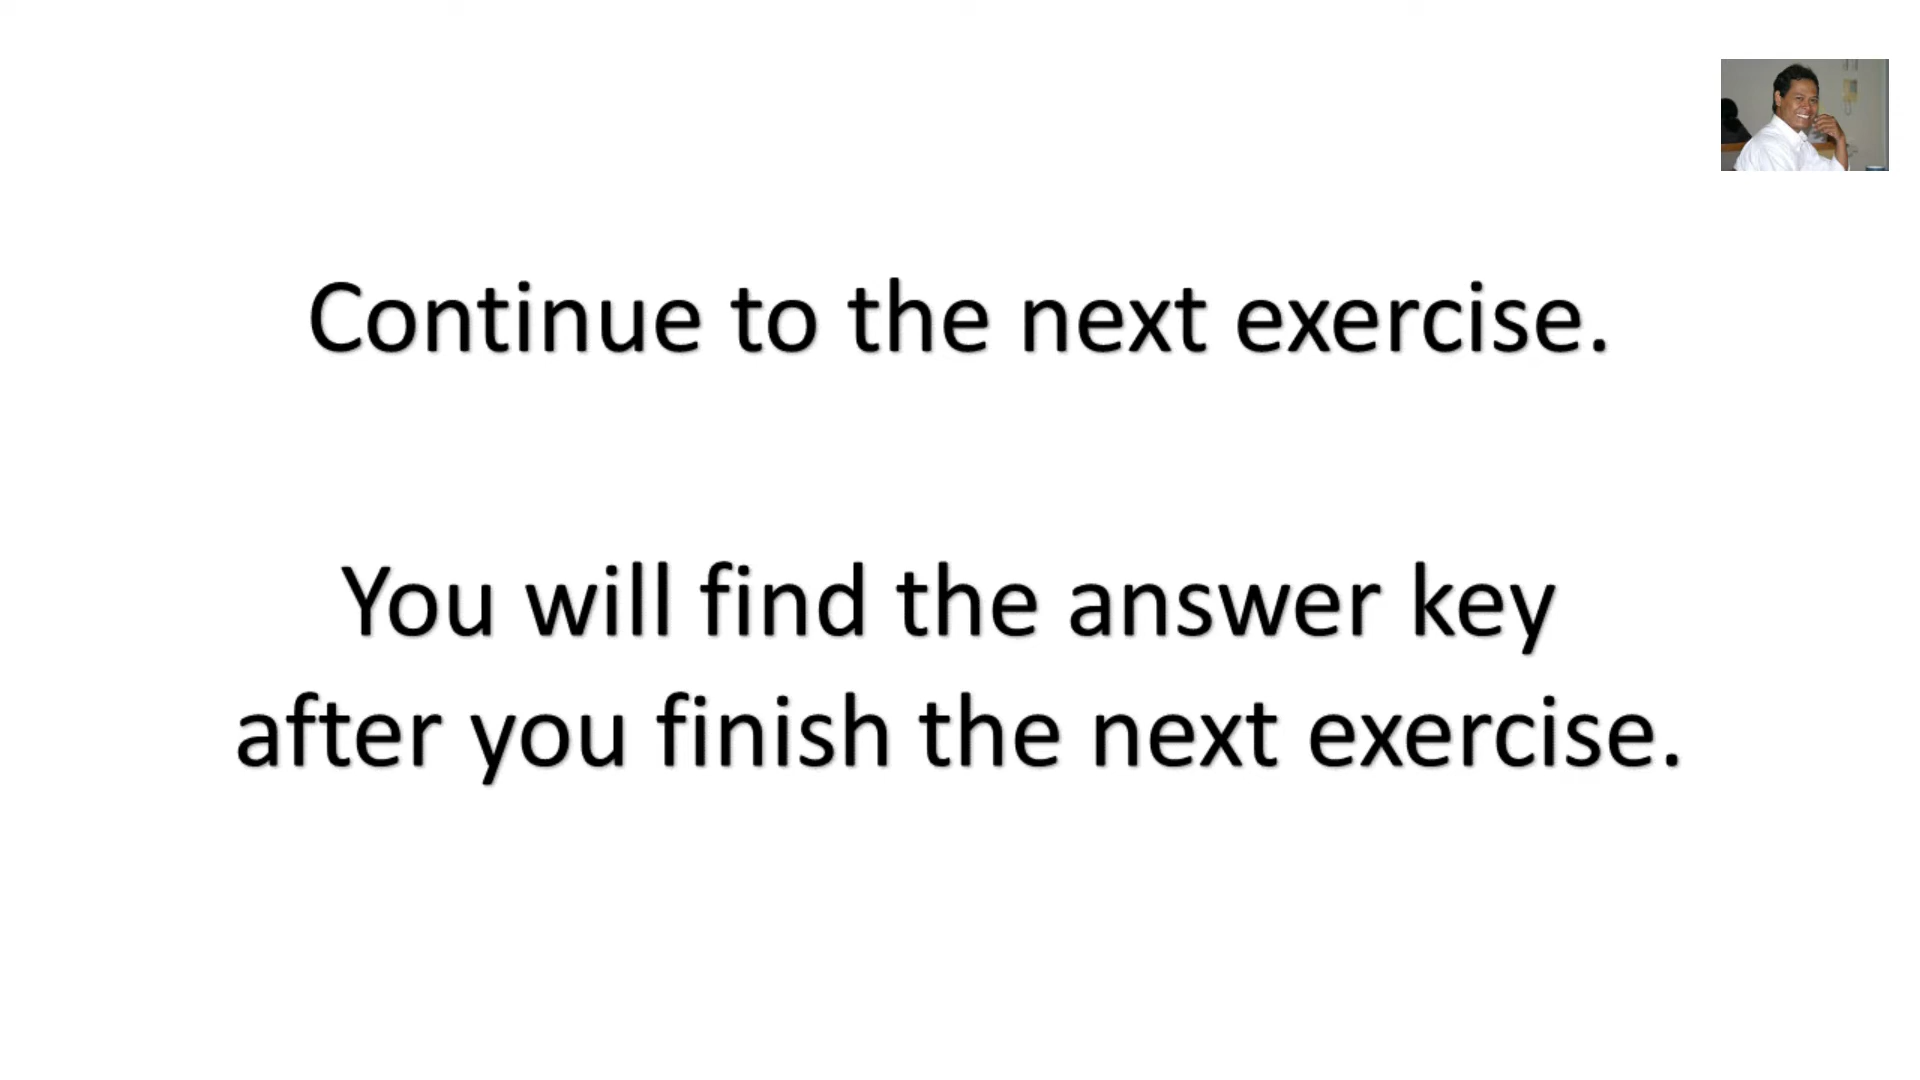 Continue to the next exercise.
You will find the answer key
after you finish the next exercise.